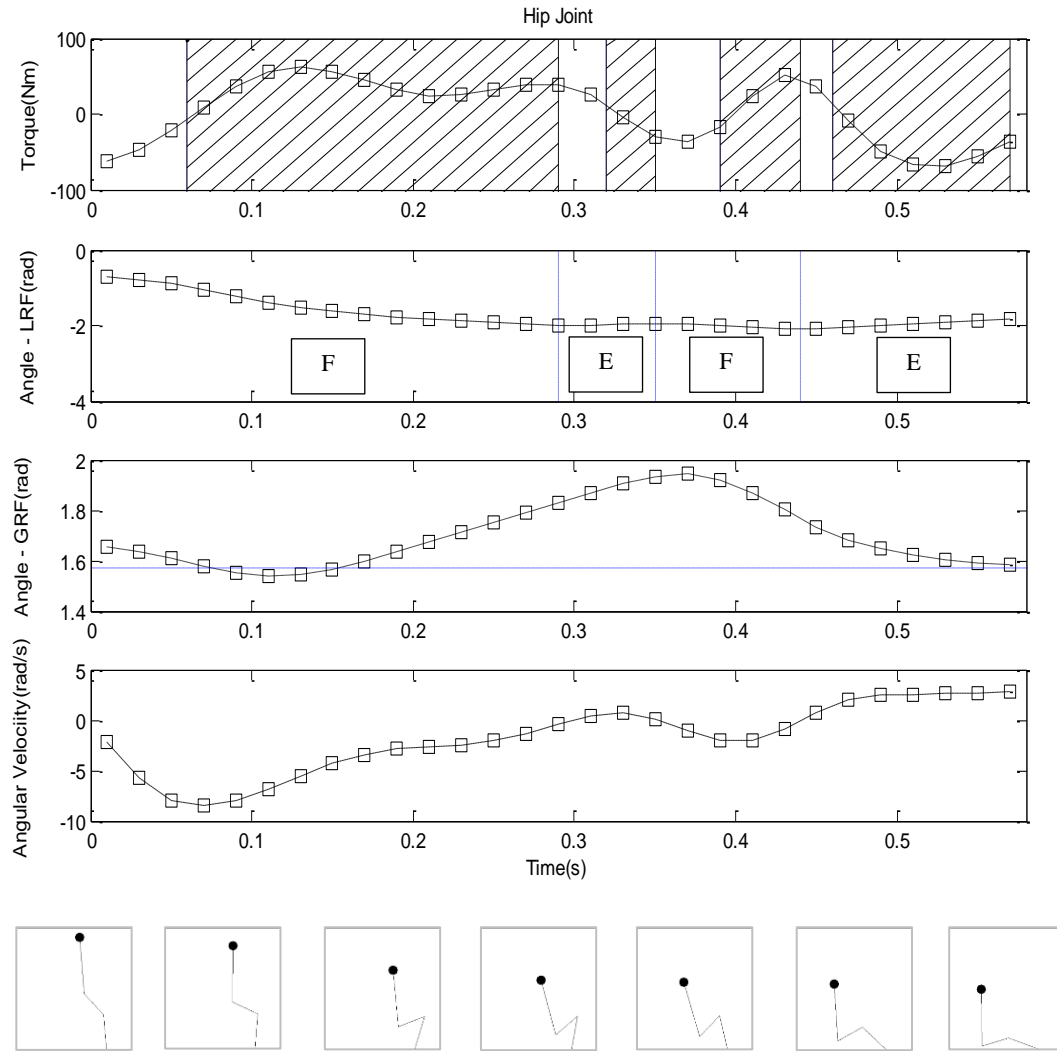 Hip Joint
Torque(Nm)
100
0
-100
0 0.1 0.2 0.3 0.4 0.5
Angle - LRF(rad)
0
-2
-4
F E F E
0 0.1 0.2 0.3 0.4 0.5
Angle - GRF(rad)
2
1.8
1.6
1.4
0 0.1 0.2 0.3 0.4 0.5
Angular Velociity(rad/s)
5
0
-5
-10
0 0.1 0.2 0.3 0.4 0.5
Time(s)